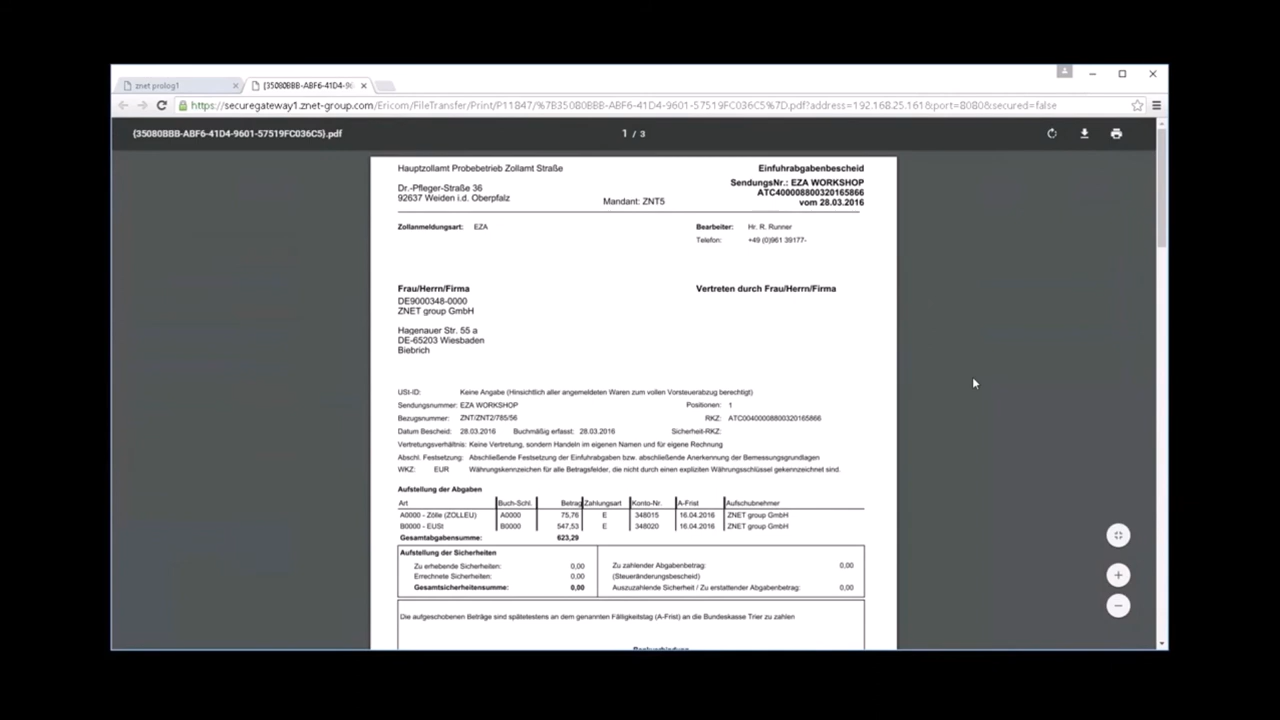 znet prolog1
{35080BBB-ABF6-41D4-96
https://securegateway1.znet-group.com/Ericom/FileTransfer/Print/P11B47/%7B35080BBB-ABF6-41D4-9601-57519FC036C5%7D.pdf?address=192.168.25.161&port=8080&secured=false
{35080BBB-ABF6-41D4-9601-57519FC036C5}.pdf
1 / 3
Hauptzollamt Probebetrieb Zollamt Straße
Einfuhrabgabenbescheid
SendungsNr.: EZA WORKSHOP
Dr.-Pfleger-Straße 36
ATC400008800320165866
92637 Weiden i.d. Oberpfalz
Mandant: ZNT5
vom 28.03.2016
Zollanmeldungsart: EZA
Bearbeiter: Hr. R. Runner
Telefon: +49 (0)961 39177-
Frau/Herrn/Firma
Vertreten durch Frau/Herrn/Firma
DE9000348-0000
ZNET group GmbH
Hagenauer Str. 55 a
DE-65203 Wiesbaden
Biebrich
USt-ID: Keine Angabe (Hinsichtlich aller angemeldeten Waren zum vollen Vorsteuerabzug berechtigt)
Sendungsnummer: EZA WORKSHOP Positionen: 1
Bezugsnummer: ZNT/ZNT2/785/56 RKZ: ATC00400008800320165866
Datum Bescheid: 28.03.2016 Buchmäßig erfasst: 28.03.2016 Sicherheit-RKZ:
Vertretungsverhältnis: Keine Vertretung, sondern Handeln im eigenen Namen und für eigene Rechnung
Abschl. Festsetzung: Abschließende Festsetzung der Einfuhrabgaben bzw. abschließende Anerkennung der Bemessungsgrundlagen
WKZ: EUR Währungskennzeichen für alle Betragsfelder, die nicht durch einen expliziten Währungsschlüssel gekennzeichnet sind.
Aufstellung der Abgaben
Art Buch-Schl. Betrag Zahlungsart Konto-Nr. A-Frist Aufschubnehmer
A0000 - Zölle (ZOLLEU) A0000 75,76 E 348015 16.04.2016 ZNET group GmbH
B0000 - EUSt B0000 547,53 E 348020 16.04.2016 ZNET group GmbH
Gesamtabgabensumme: 623,29
Aufstellung der Sicherheiten
Zu erhebende Sicherheiten: 0,00 Zu zahlender Abgabenbetrag: 0,00
Errechnete Sicherheiten: 0,00 (Steueränderungsbescheid)
Gesamtsicherheitensumme: 0,00 Auszuzahlende Sicherheit / Zu erstattender Abgabenbetrag: 0,00
Die aufgeschobenen Beträge sind spätetestens an dem genannten Fälligkeitstag (A-Frist) an die Bundeskasse Trier zu zahlen